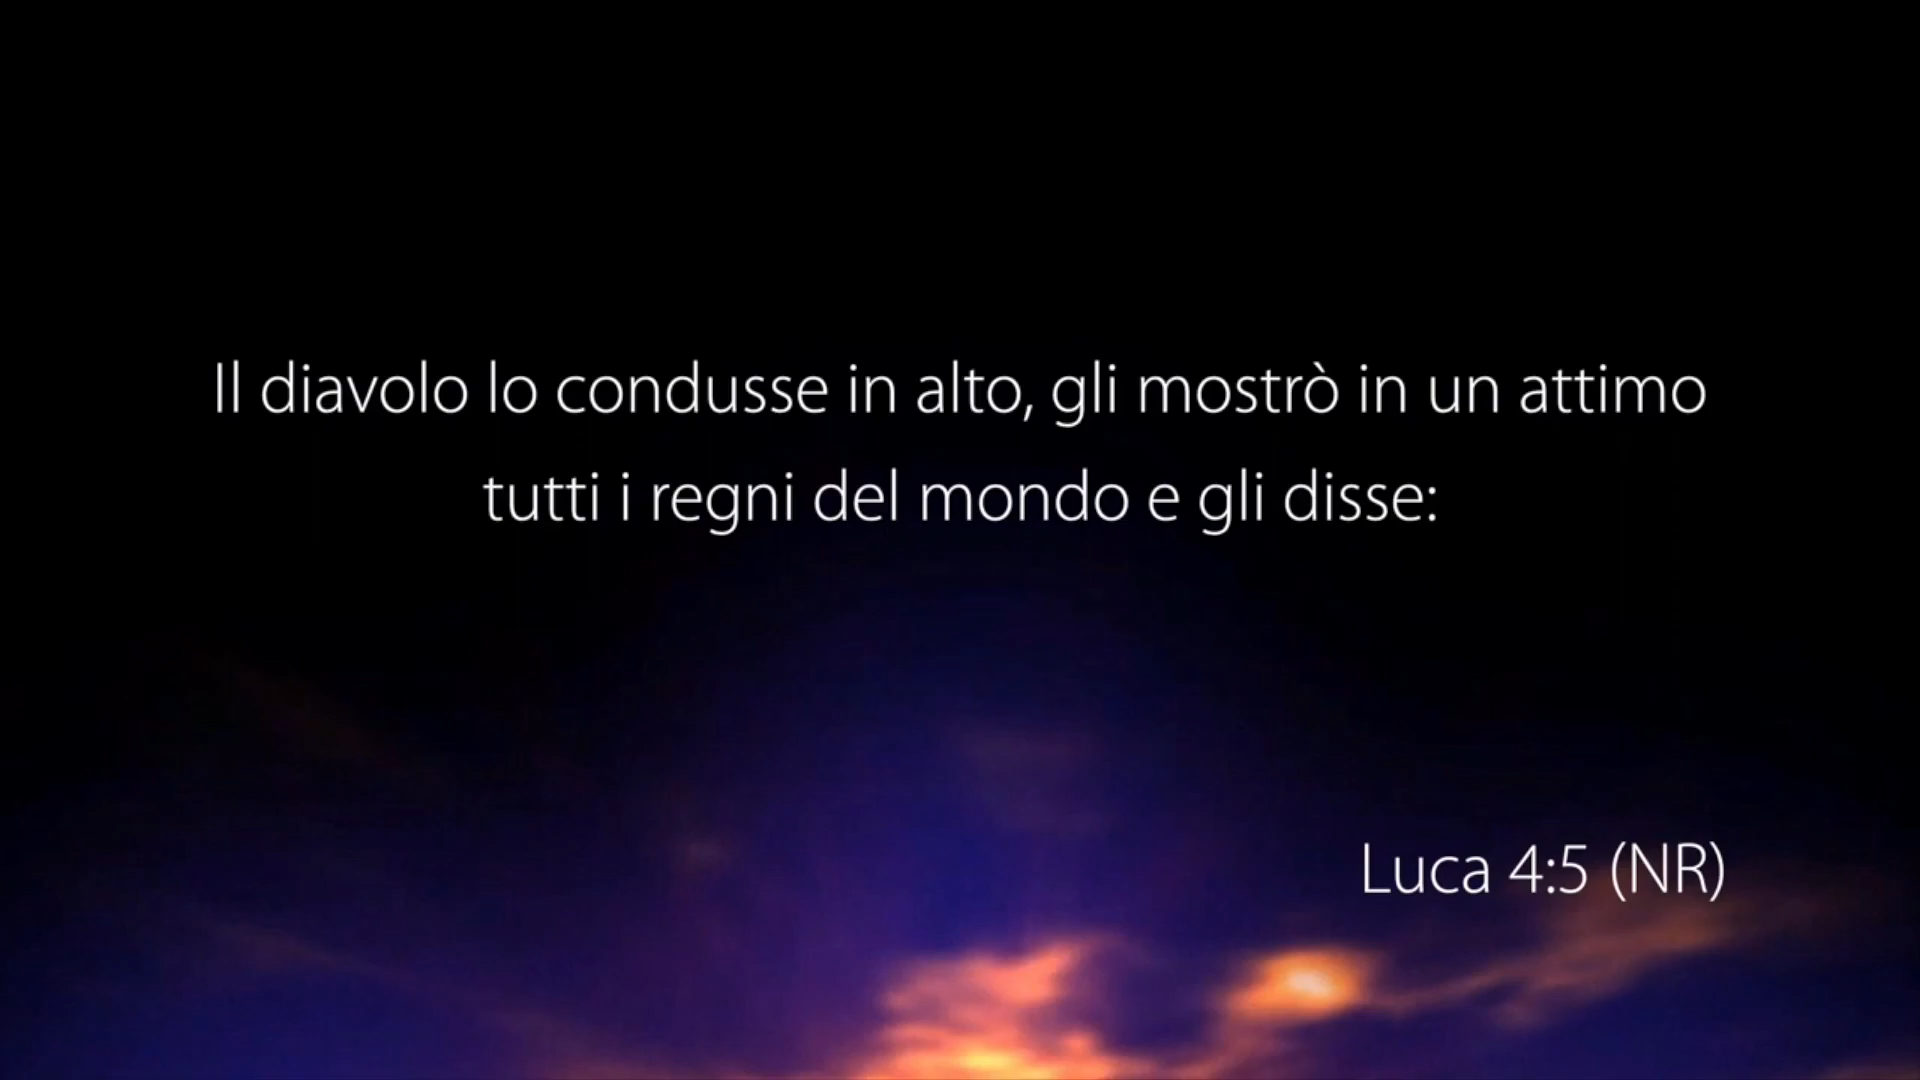 Il diavolo lo condusse in alto, gli mostrò in un attimo
tutti i regni del mondo e gli disse:
Luca 4:5 (NR)